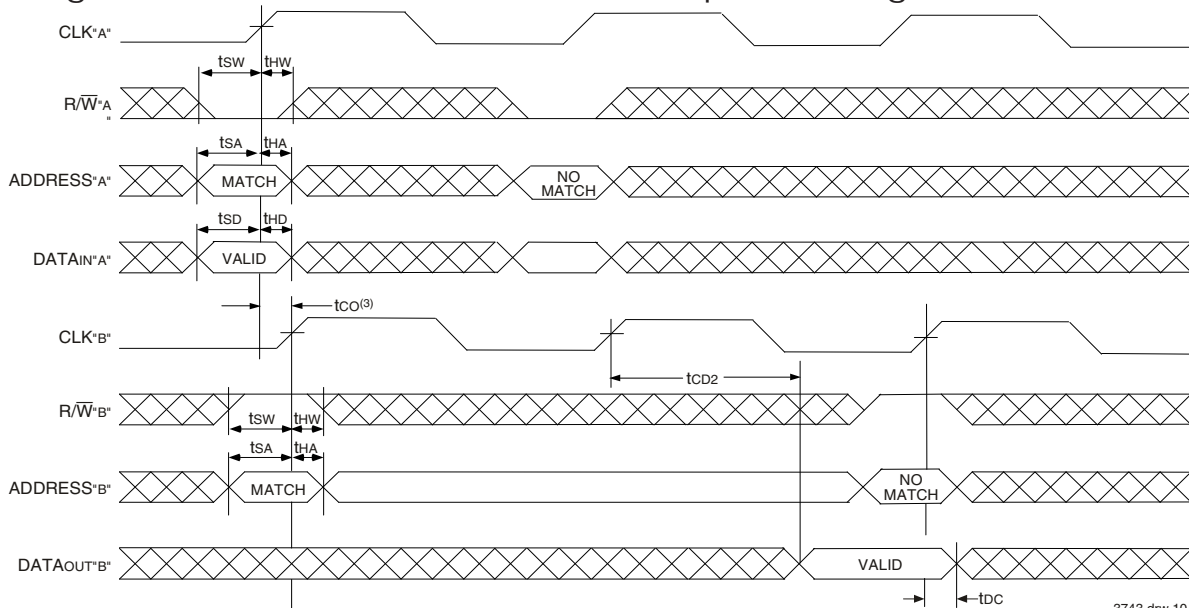 CLK"A"
tSW tHW
R/W"A
"
tSA tHA
ADDRESS"A" MATCH NO
MATCH
tSD tHD
DATAIN"A" VALID
tCO(3)
CLK"B"
tCD2
R/W"B"
tSW tHW
tSA tHA
ADDRESS"B" MATCH NO
MATCH
DATAOUT"B" VALID
tDC